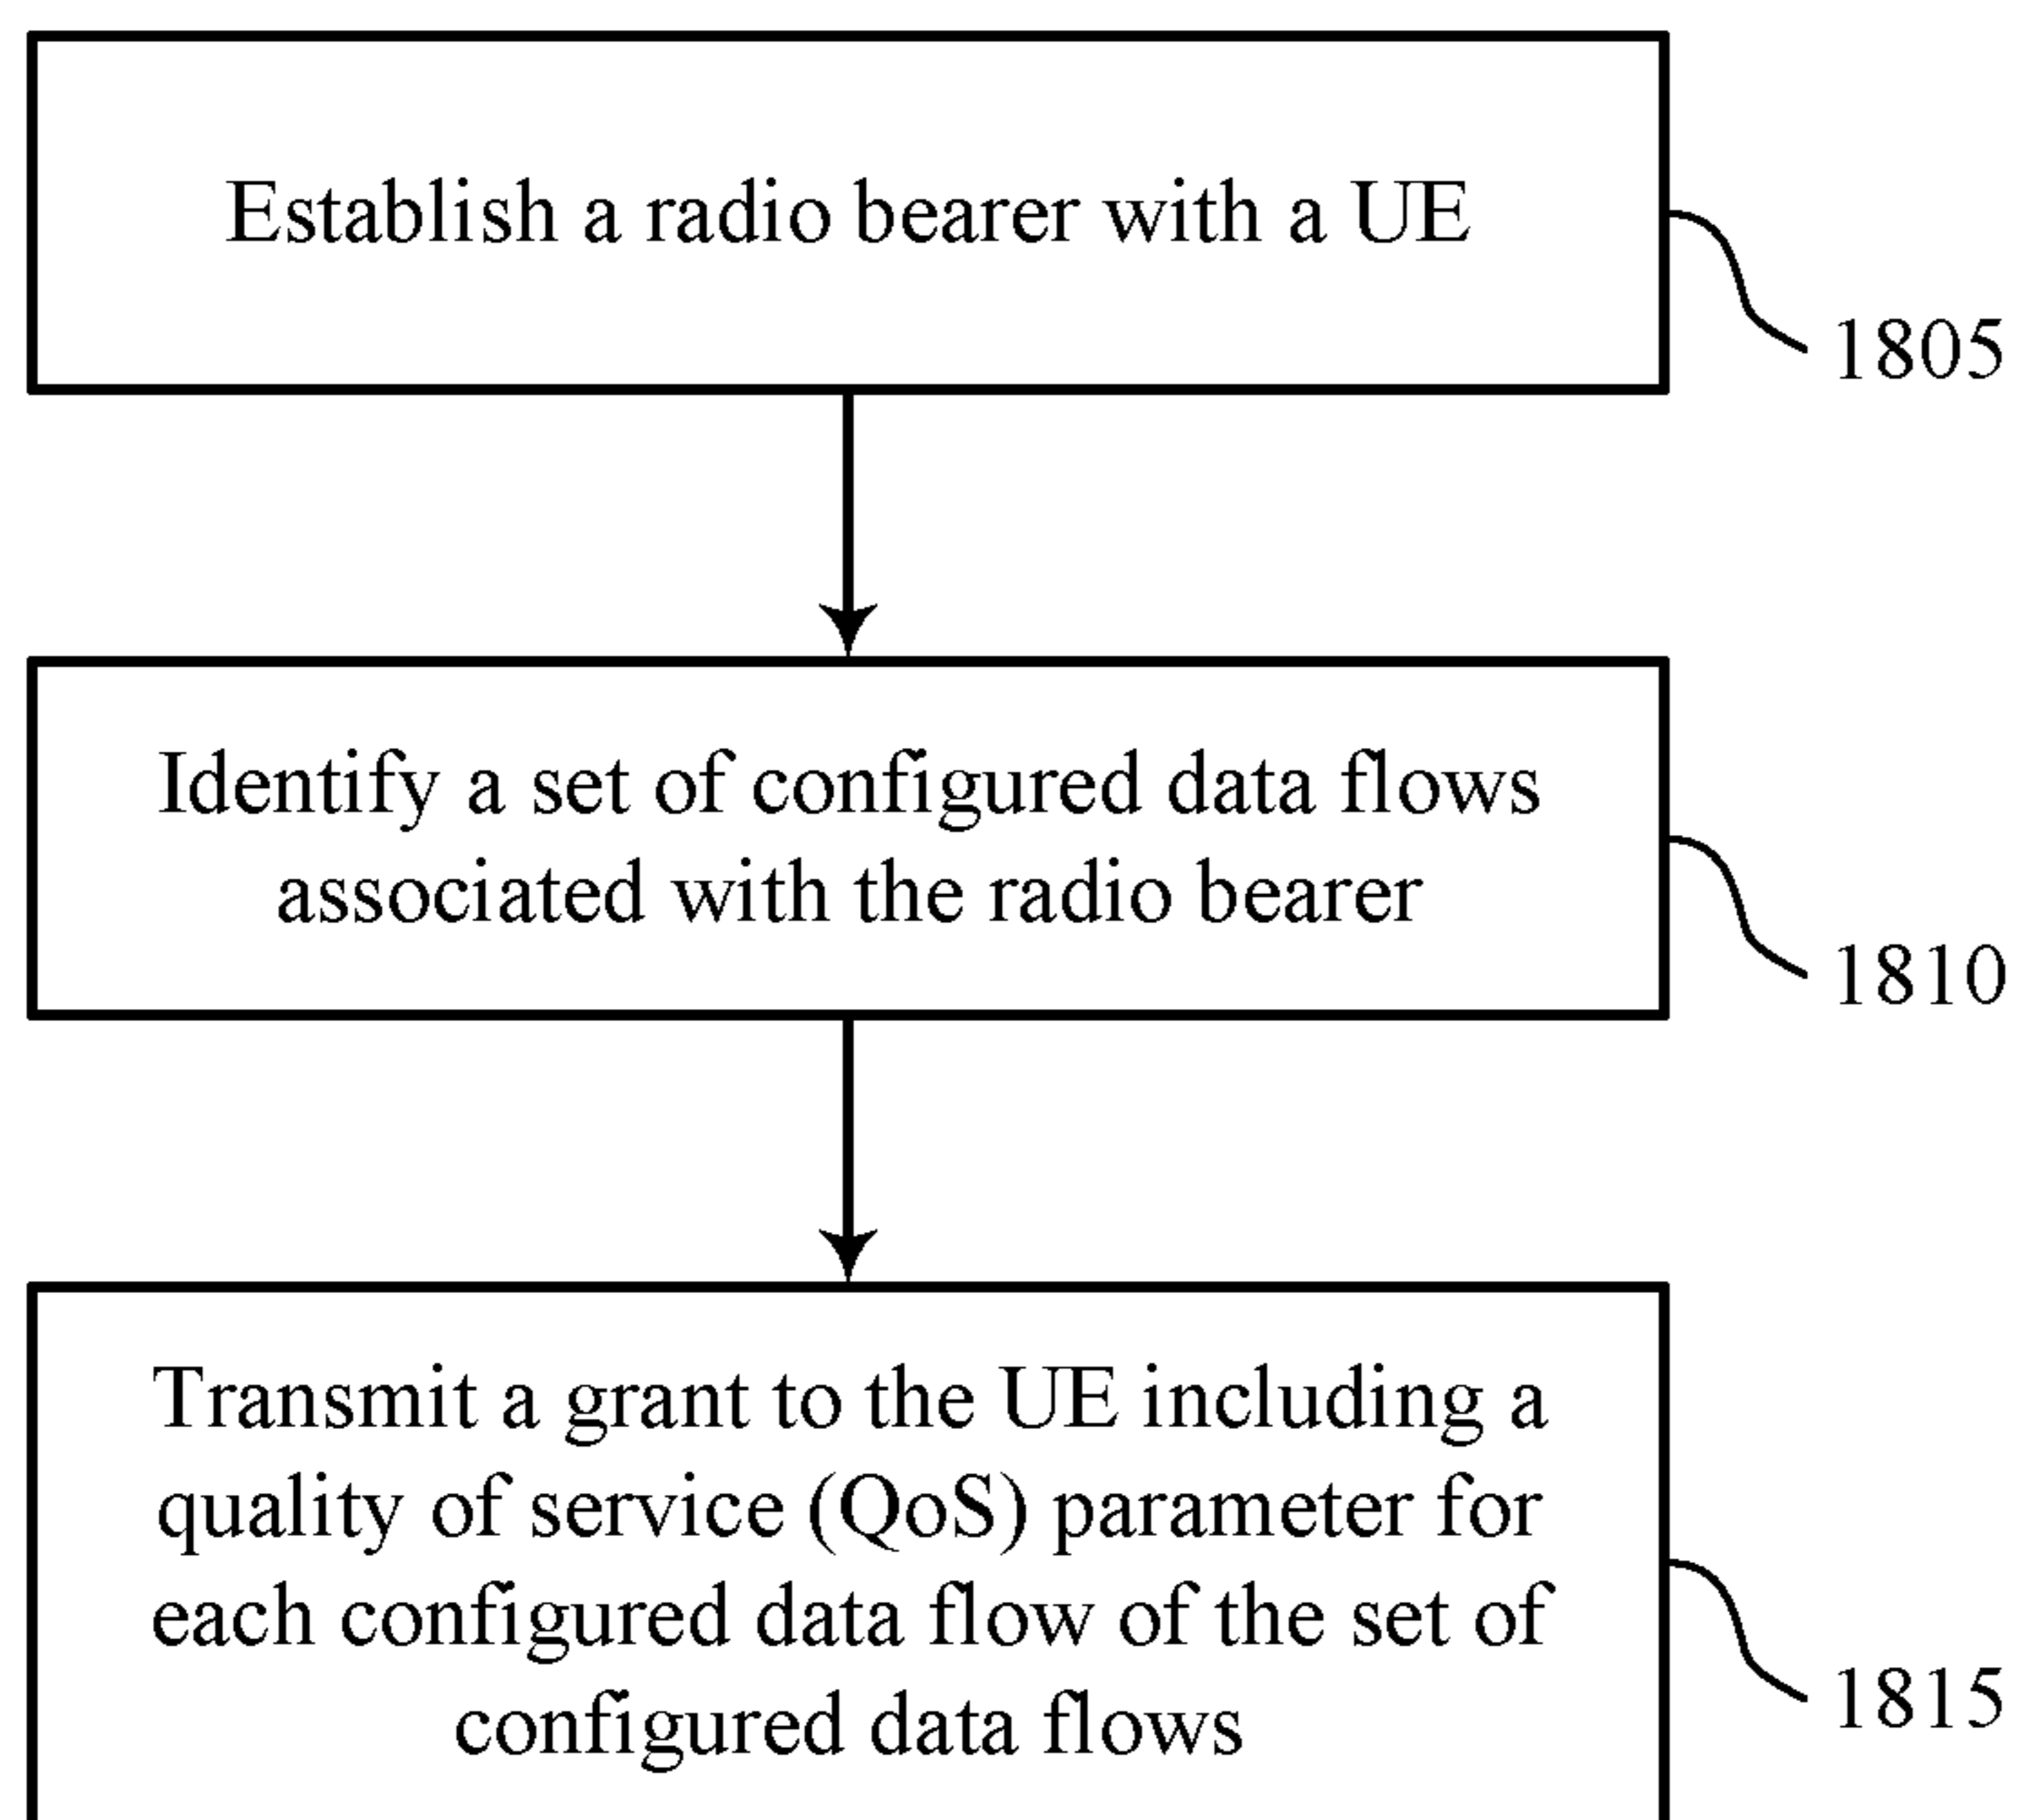 Establish a radio bearer with a UE
1805
Identify a set of configured data flows
associated with the radio bearer
1810
Transmit a grant to the UE including a
quality of service (QoS) parameter for
each configured data flow of the set of
configured data flows
1815